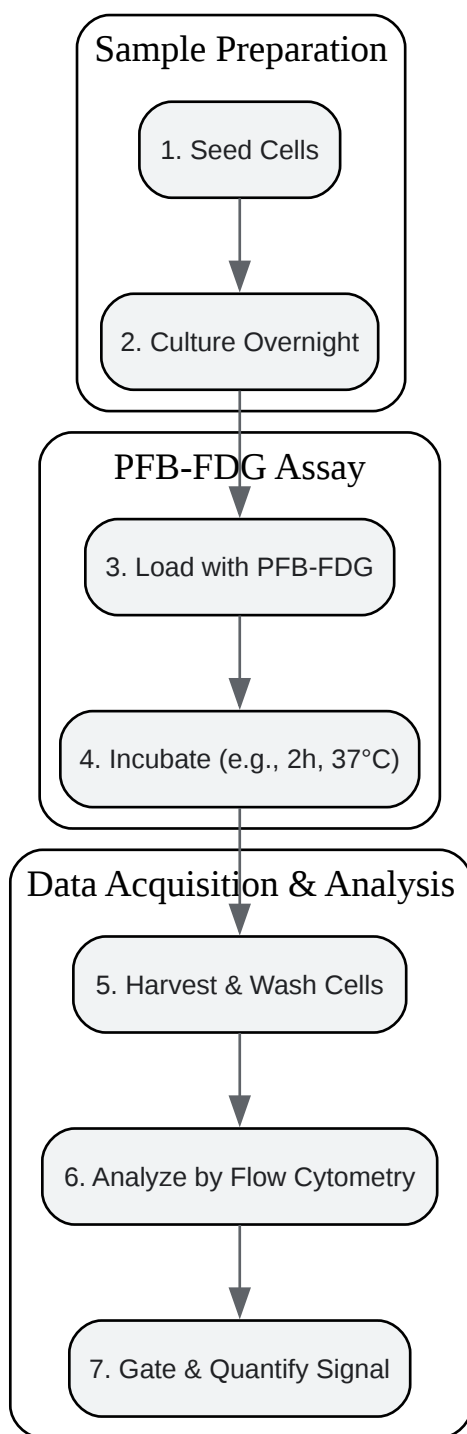 Sample Preparation
1. Seed Cells
2. Culture Overnight
PFB-FDG Assay
3. Load with PFB-FDG
4. Incubate (e.g., 2h, 37°C)
Data Acquisition & Analysis
5. Harvest & Wash Cells
6. Analyze by Flow Cytometry
7. Gate & Quantify Signal